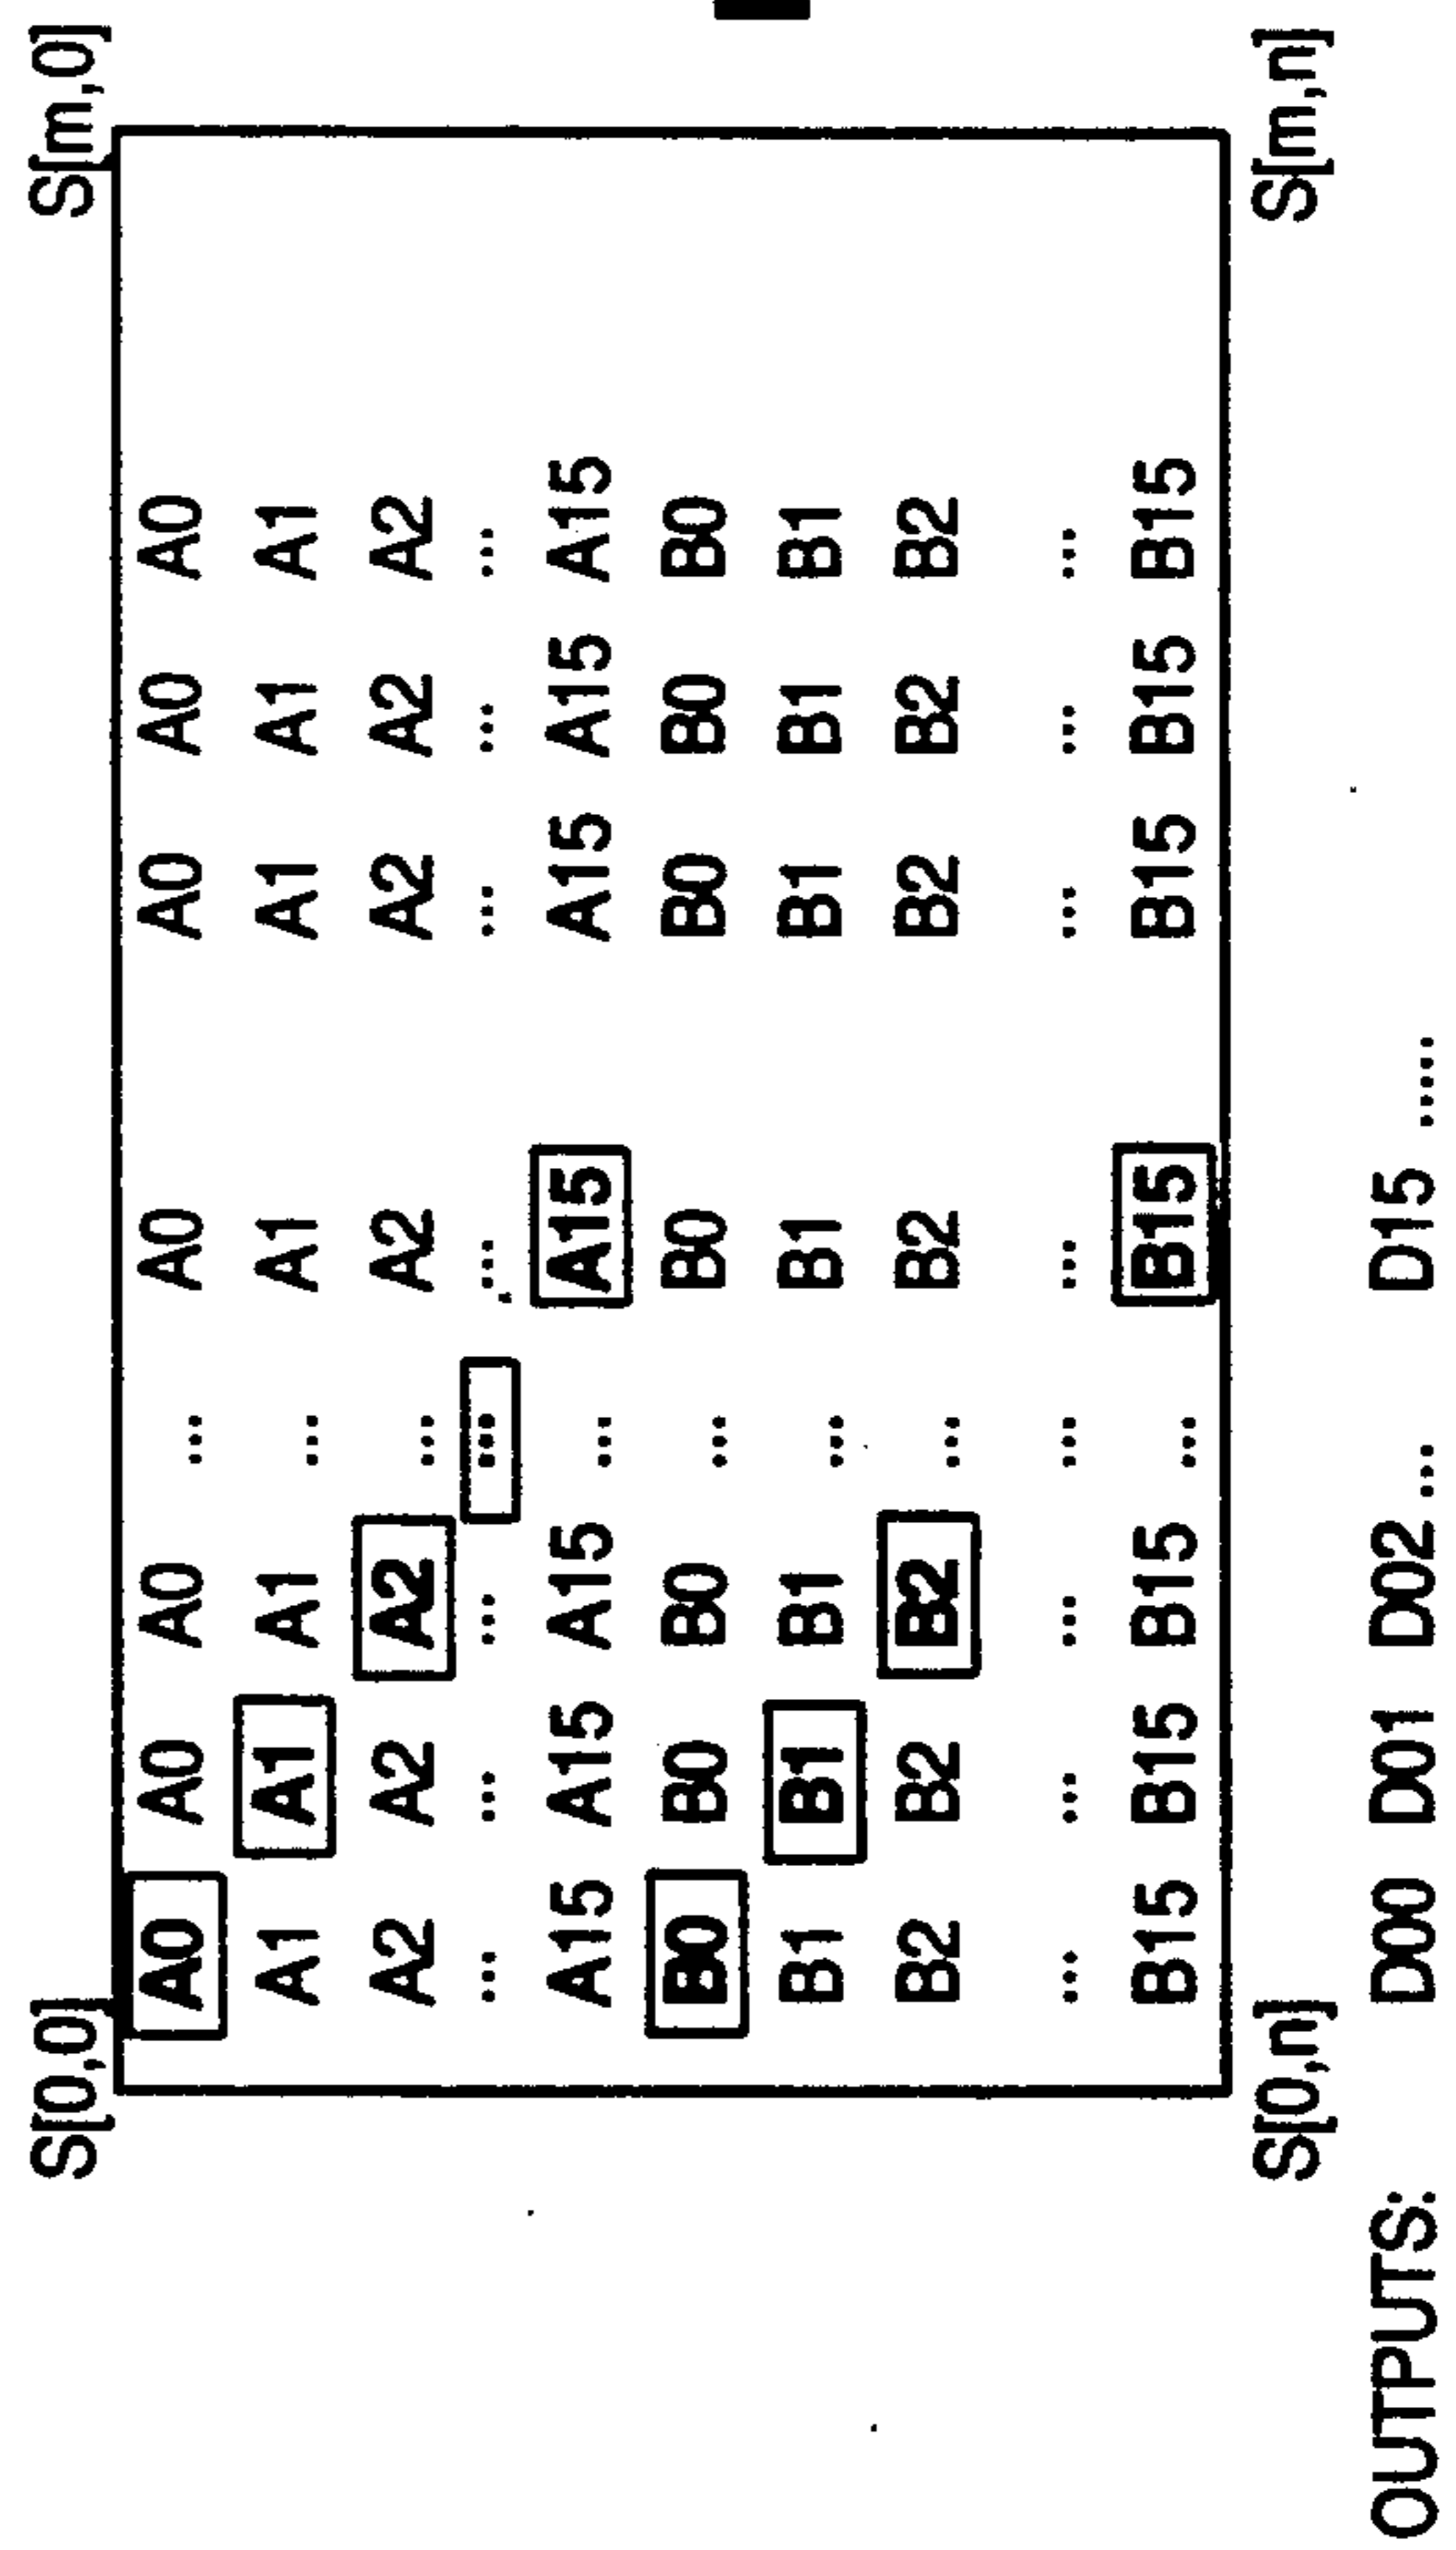 S[0,0] S[m,0]
A0 A0 A0 ... A0 A0 A0 A0
A1 A1 A1 ... A1 A1 A1 A1
A2 A2 A2 ... A2 A2 A2 A2
... ... ... ... ... ... ... ...
A15 A15 A15 ... A15 A15 A15 A15
B0 B0 B0 ... B0 B0 B0 B0
B1 B1 B1 ... B1 B1 B1 B1
B2 B2 B2 ... B2 B2 B2 B2
... ... ... ... ... ... ... ...
B15 B15 B15 ... B15 B15 B15 B15
S[0,n] S[m,n]
OUTPUTS: D00 D01 D02 ... D15 .....